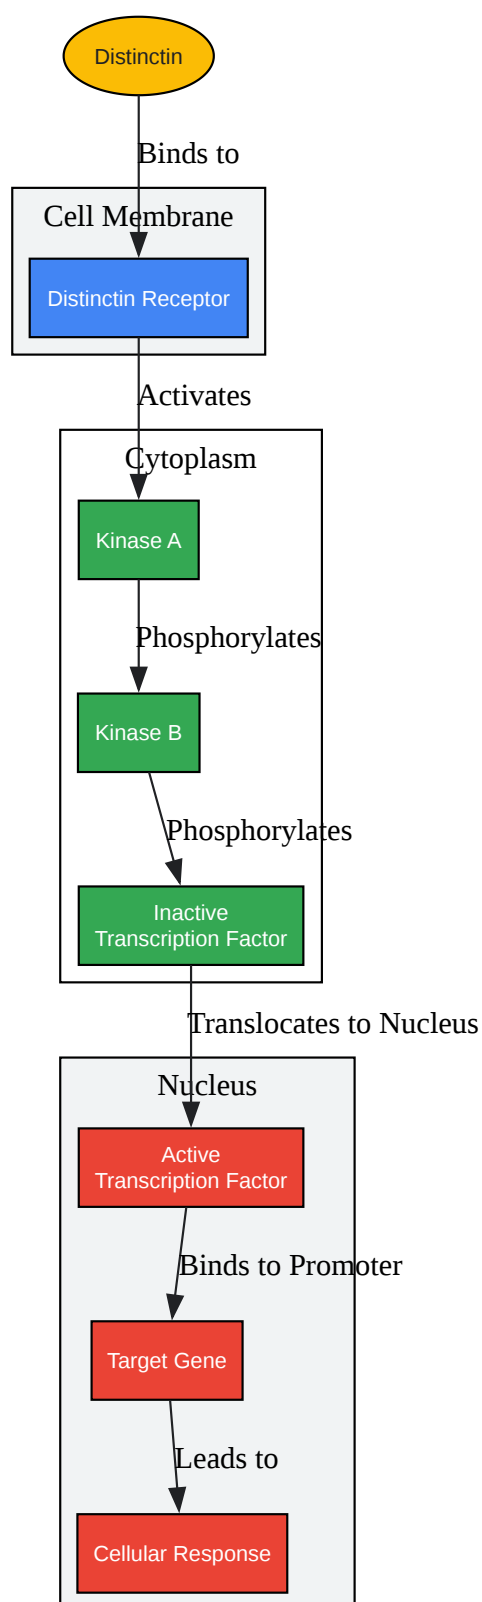 Distinctin
Binds to
Cell Membrane
Distinctin Receptor
Activates
Cytoplasm
Kinase A
Phosphorylates
Kinase B
Phosphorylates
Inactive
Transcription Factor
Translocates to Nucleus
Nucleus
Active
Transcription Factor
Binds to Promoter
Target Gene
Leads to
Cellular Response